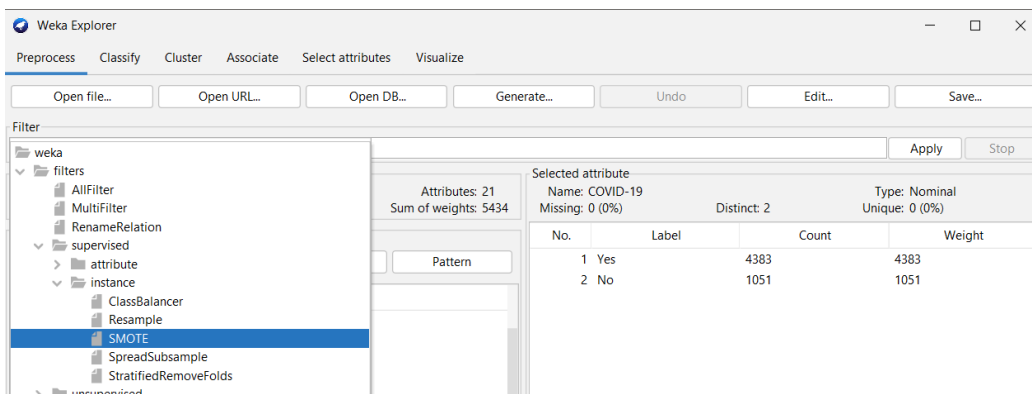 Weka Explorer
Preprocess Classify Cluster Associate Select attributes Visualize
Open file... Open URL... Open DB... Generate... Undo Edit... Save...
Filter
Apply Stop
weka
filters
AllFilter
MultiFilter
RenameRelation
supervised
attribute
instance
ClassBalancer
Resample
SMOTE
SpreadSubsample
StratifiedRemoveFolds
unsupervised
Attributes: 21
Sum of weights: 5434
Pattern
Selected attribute
Name: COVID-19 Type: Nominal
Missing: 0 (0%) Distinct: 2 Unique: 0 (0%)
No. Label Count Weight
1 Yes 4383 4383
2 No 1051 1051